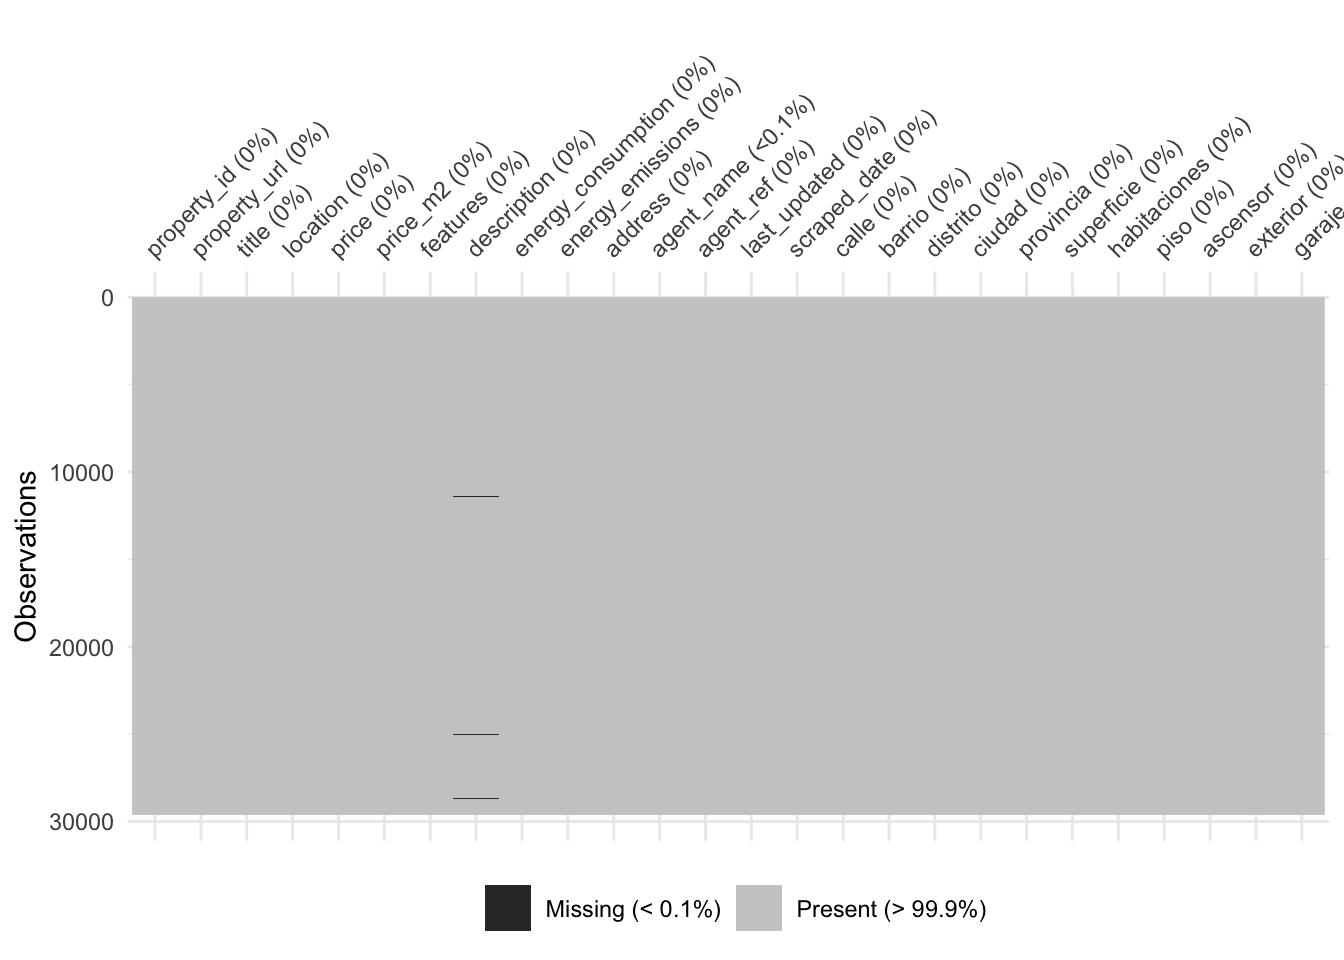 property_id (0%)
property_url (0%)
title (0%)
location (0%)
price (0%)
price_m2 (0%)
features (0%)
description (0%)
energy_consumption (0%)
energy_emissions (0%)
address (0%)
agent_name (<0.1%)
agent_ref (0%)
last_updated (0%)
scraped_date (0%)
calle (0%)
barrio (0%)
distrito (0%)
ciudad (0%)
provincia (0%)
superficie (0%)
habitaciones (0%)
piso (0%)
ascensor (0%)
exterior (0%
garaje
0
10000
20000
30000
Observations
Missing (< 0.1%)
Present (> 99.9%)